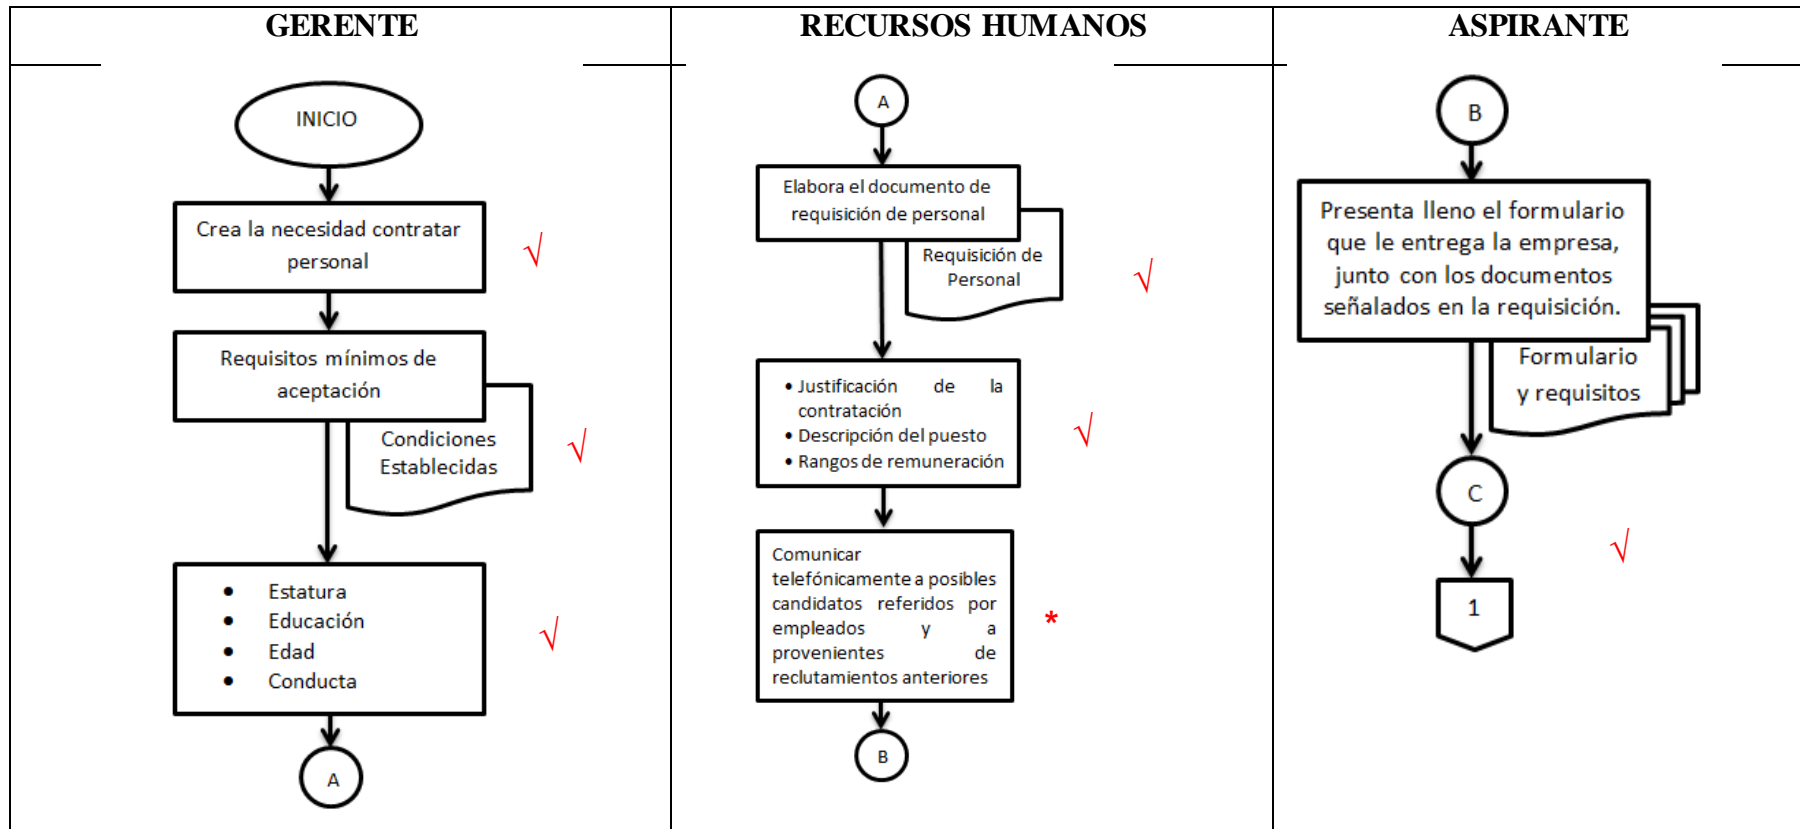 GERENTE
INICIO
Crea la necesidad contratar
personal
√
Requisitos mínimos de
aceptación
Condiciones
Establecidas
√
• Estatura
• Educación
• Edad
• Conducta
√
A
RECURSOS HUMANOS
A
Elabora el documento de
requisición de personal
Requisición de
Personal
√
• Justificación de la
contratación
• Descripción del puesto
• Rangos de remuneración
√
Comunicar
telefónicamente a posibles
candidatos referidos por
empleados y a
provenientes de
reclutamientos anteriores
*
B
ASPIRANTE
B
Presenta lleno el formulario
que le entrega la empresa,
junto con los documentos
señalados en la requisición.
Formulario
y requisitos
C
√
1